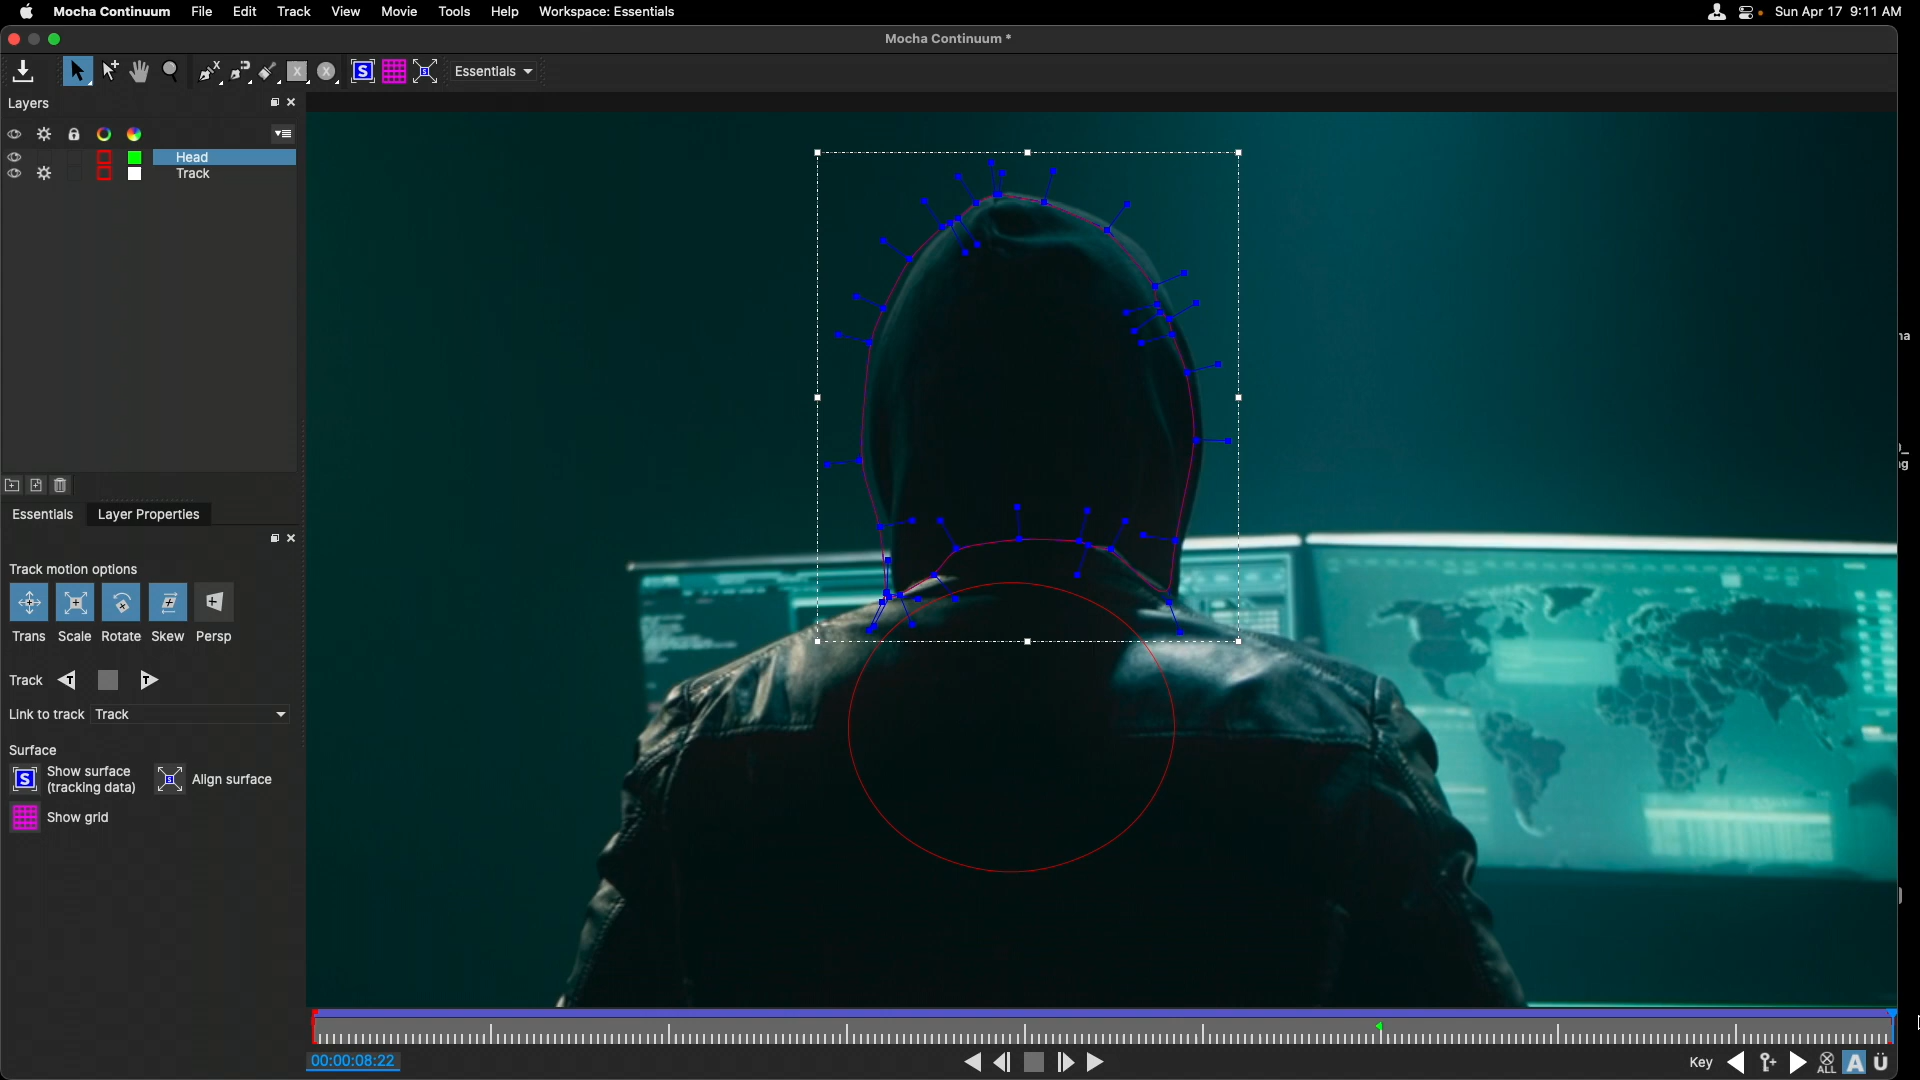 Mocha Continuum File Edit Track View Movie Tools Help Workspace: Essentials Sun Apr 17 9:11 AM
Mocha Continuum *
S Essentials
Layers
Head
Track
Essentials Layer Properties
Track motion options
Trans Scale Rotate Skew Persp
Track T T
Link to track Track
Surface
S Show surface
(tracking data)
S Align surface
Show grid
00:00:08:22
Key ALL A Ü